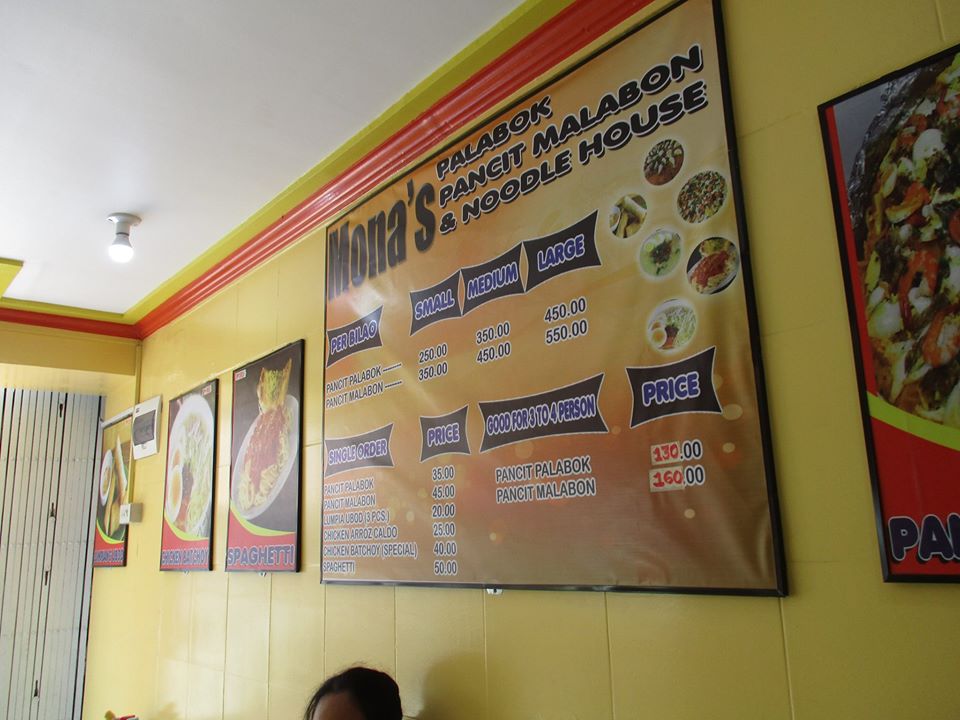 Mona's
PALABOK
PANCIT MALABON
& NOODLE HOUSE
PER BILAO SMALL MEDIUM LARGE
PANCIT PALABOK -------- 250.00 350.00 450.00
PANCIT MALABON ------- 350.00 450.00 550.00
SINGLE ORDER PRICE
PANCIT PALABOK 35.00
PANCIT MALABON 45.00
LUMPIA UBOD (3 PCS.) 20.00
CHICKEN ARROZ CALDO 25.00
CHICKEN BATCHOY (SPECIAL) 40.00
SPAGHETTI 50.00
GOOD FOR 3 TO 4 PERSON PRICE
PANCIT PALABOK 130.00
PANCIT MALABON 160.00
CHICKEN BATCHOY
SPAGHETTI
PAN